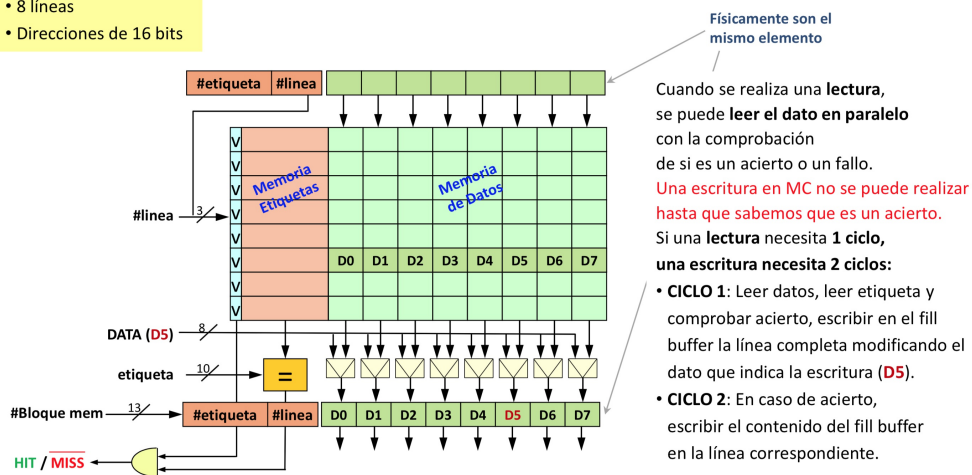 • 8 líneas
• Direcciones de 16 bits
Físicamente son el
mismo elemento
#etiqueta #linea
Cuando se realiza una lectura,
se puede leer el dato en paralelo
con la comprobación
de si es un acierto o un fallo.
Una escritura en MC no se puede realizar
hasta que sabemos que es un acierto.
Si una lectura necesita 1 ciclo,
una escritura necesita 2 ciclos:
• CICLO 1: Leer datos, leer etiqueta y
comprobar acierto, escribir en el fill
buffer la línea completa modificando el
dato que indica la escritura (D5).
• CICLO 2: En caso de acierto,
escribir el contenido del fill buffer
en la línea correspondiente.
V
V
V
V
V
V
V
V
Memoria
Etiquetas
Memoria
de Datos
#linea 3
D0 D1 D2 D3 D4 D5 D6 D7
DATA (D5) 8
etiqueta 10
=
#Bloque mem 13
#etiqueta #linea D0 D1 D2 D3 D4 D5 D6 D7
HIT / MISS